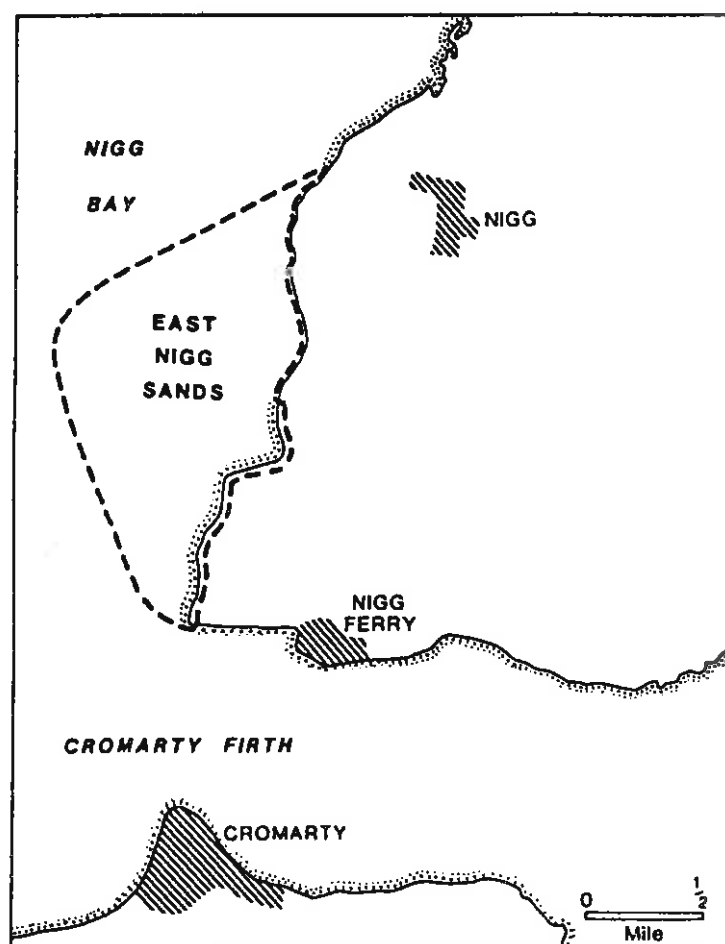 NIGG
BAY
NIGG
EAST
NIGG
SANDS
NIGG
FERRY
CROMARTY FIRTH
CROMARTY
0 1/2
Mile